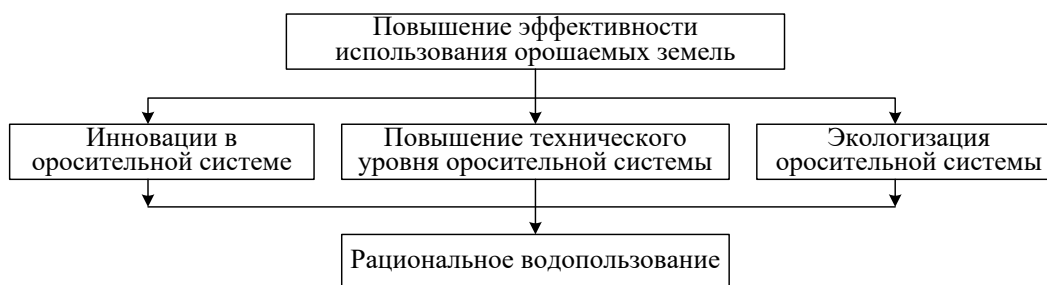 Повышение эффективности
использования орошаемых земель
Инновации в
оросительной системе
Повышение технического
уровня оросительной системы
Экологизация
оросительной системы
Рациональное водопользование